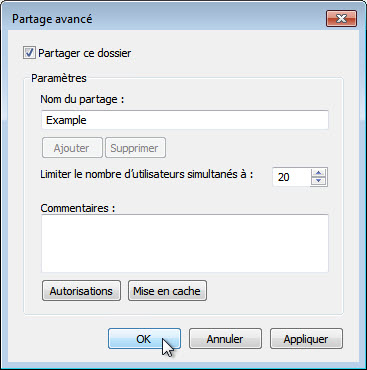 Partage avancé
Partager ce dossier
Paramètres
Nom du partage :
Example
Ajouter Supprimer
Limiter le nombre d'utilisateurs simultanés à : 20
Commentaires :
Autorisations Mise en cache
OK Annuler Appliquer